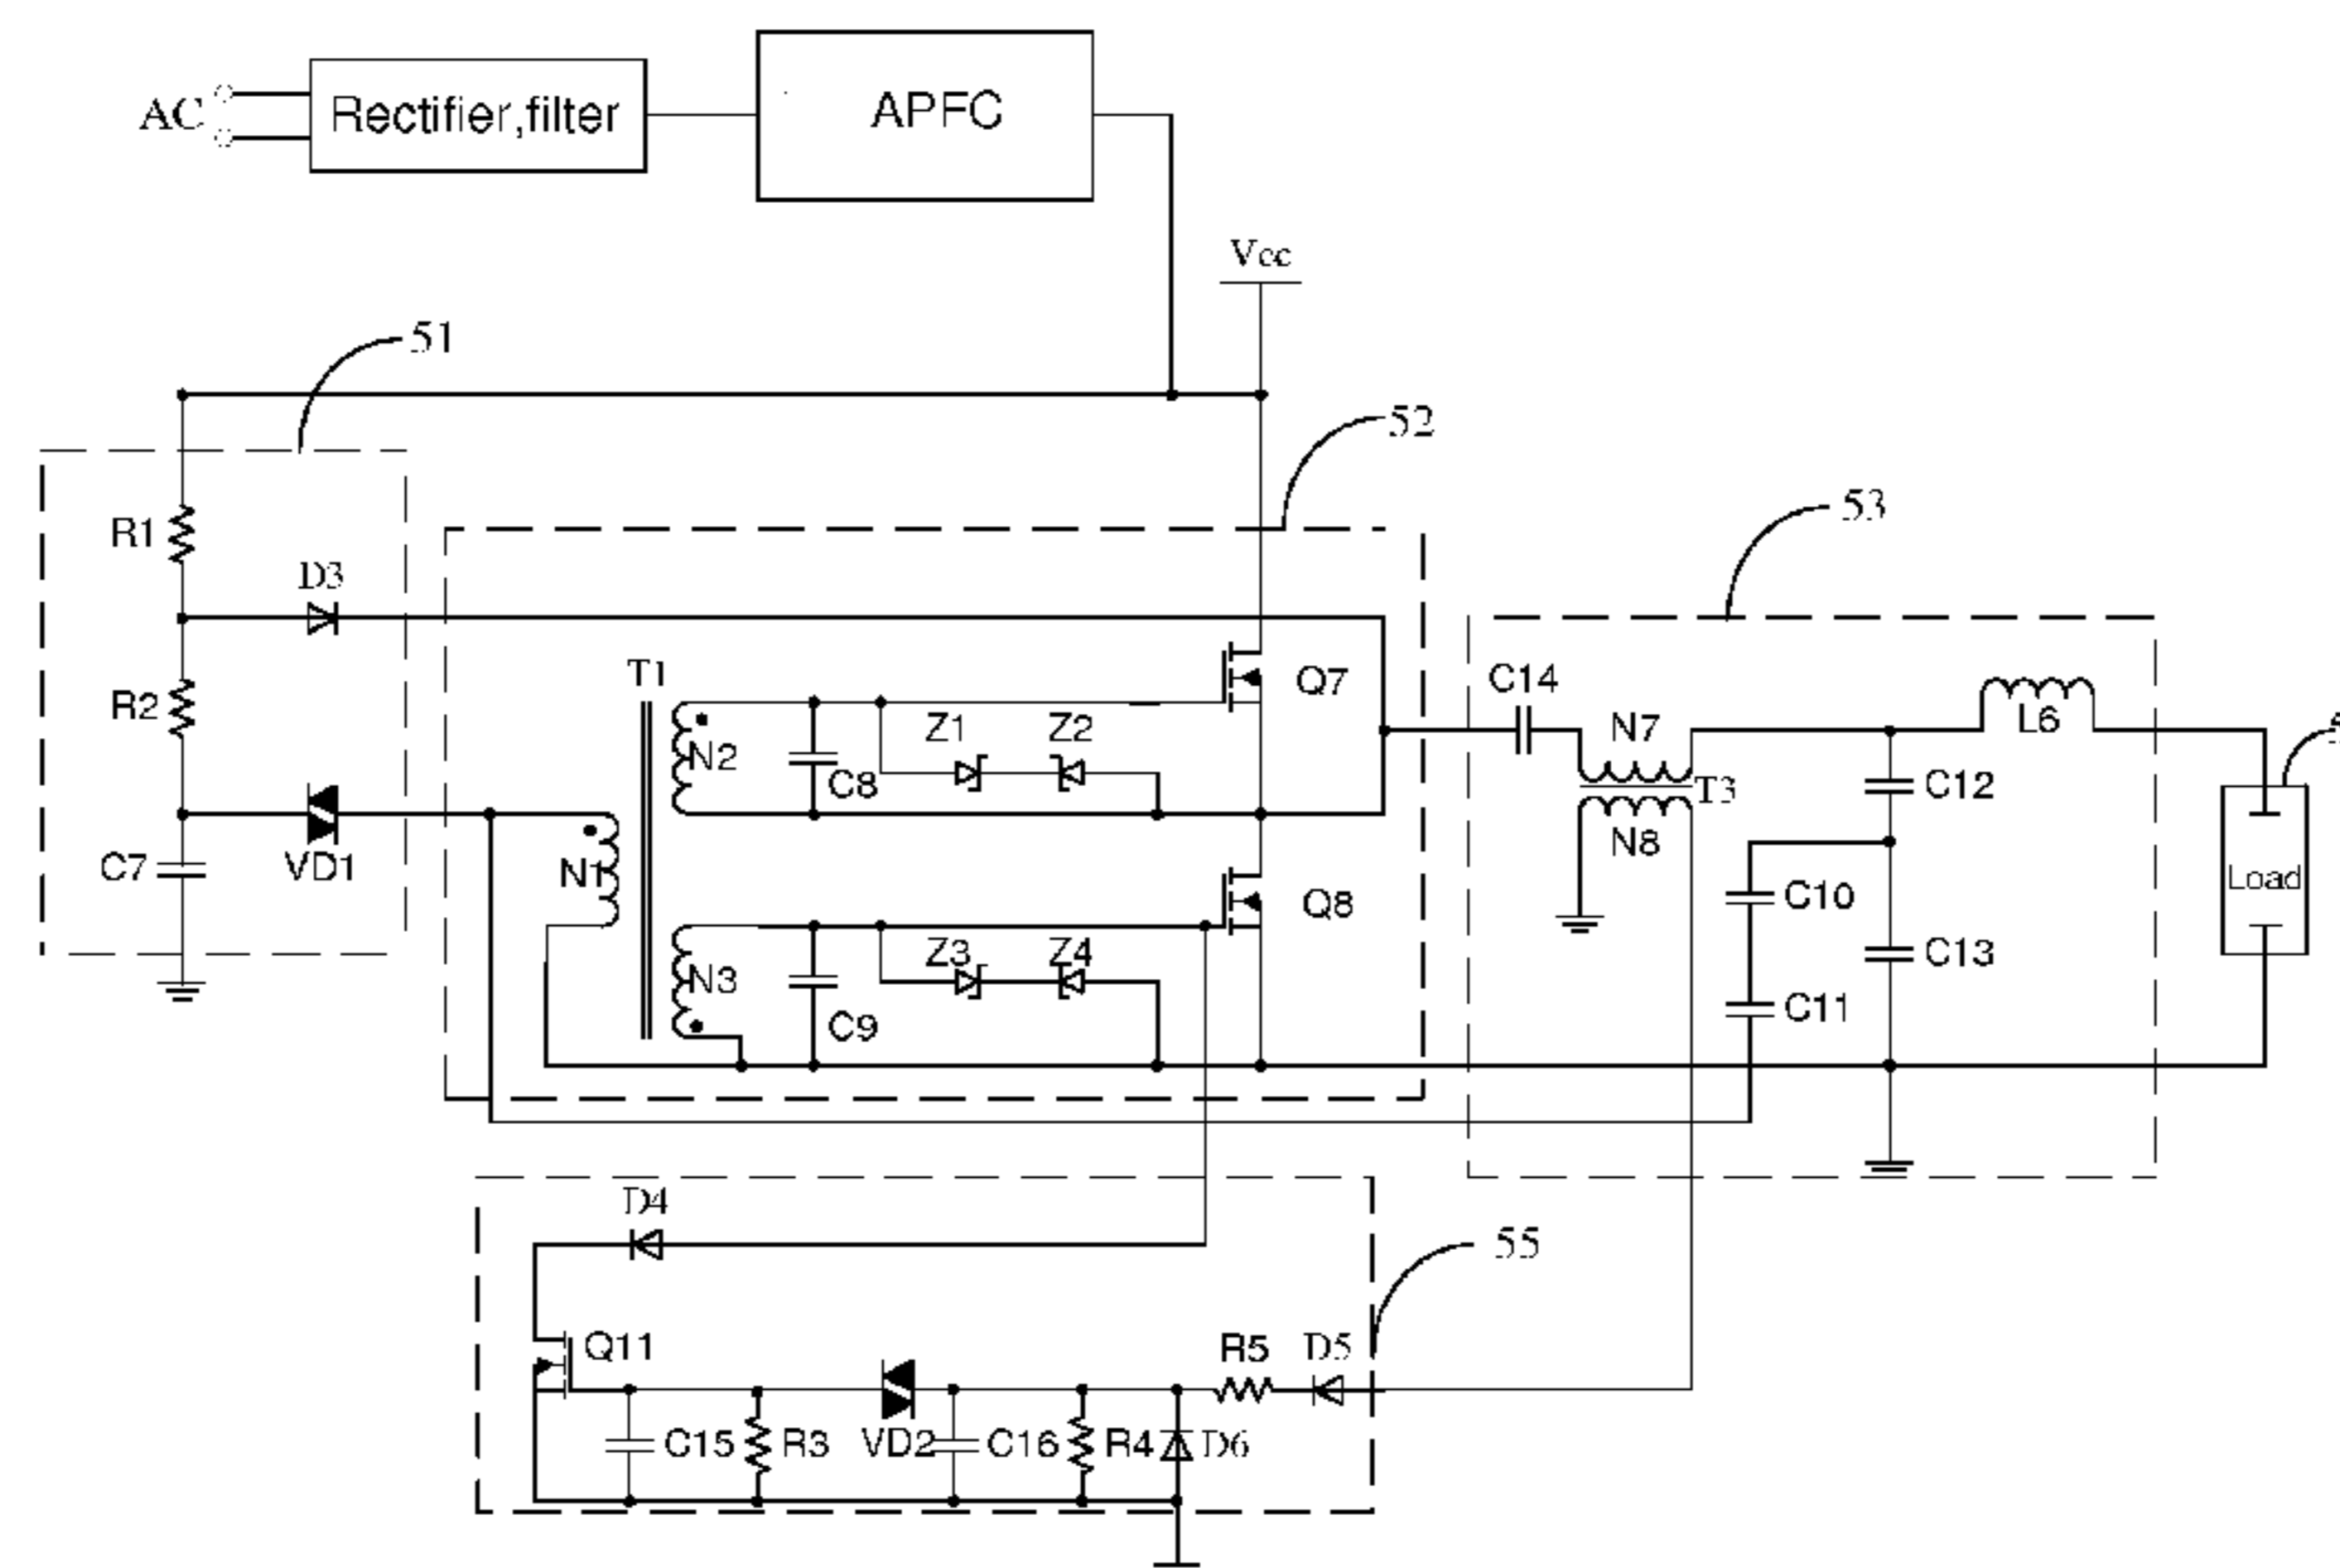 AC
Rectifier,filter
APFC
Vcc
51
52
53
R1
D3
T1
Q7
C14
N7
L6
R2
N2
Z1
Z2
C8
T3
C12
N8
C7
VD1
N1
Q8
C10
Load
N3
Z3
Z4
C13
C9
C11
D4
55
Q11
R5
D5
C15
R3
VD2
C16
R4
D6